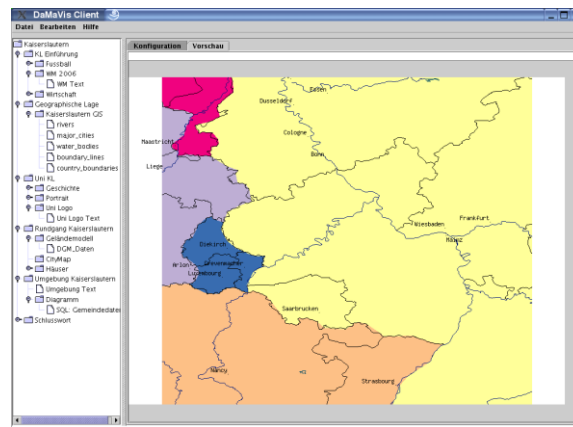 DaMaVis Client
Datei Bearbeiten Hilfe
Kaiserslautern
KL Einführung
Fussball
WM 2006
WM Text
Wirtschaft
Geographische Lage
Kaiserslautern GIS
rivers
major_cities
water_bodies
boundary_lines
country_boundaries
Uni KL
Geschichte
Portrait
Uni Logo
Uni Logo Text
Rundgang Kaiserslautern
Geländemodell
DGM_Daten
CityMap
Häuser
Umgebung Kaiserslautern
Umgebung Text
Diagramm
SQL: Gemeindedaten
Schlusswort
Konfiguration Vorschau
Essen
Dusseldorf
Cologne
Maastricht
Bonn
Liege
Wiesbaden
Frankfurt
Mainz
Diekirch
Arlon
Grevenmacher
Luxembourg
Saarbrucken
Nancy
Strasbourg